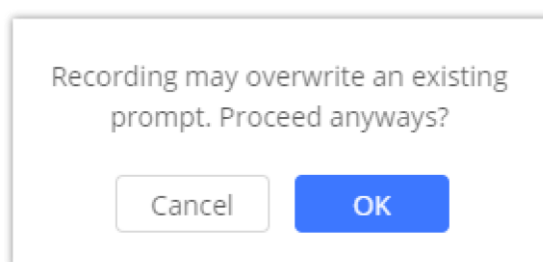 Recording may overwrite an existing
prompt. Proceed anyways?
Cancel
OK